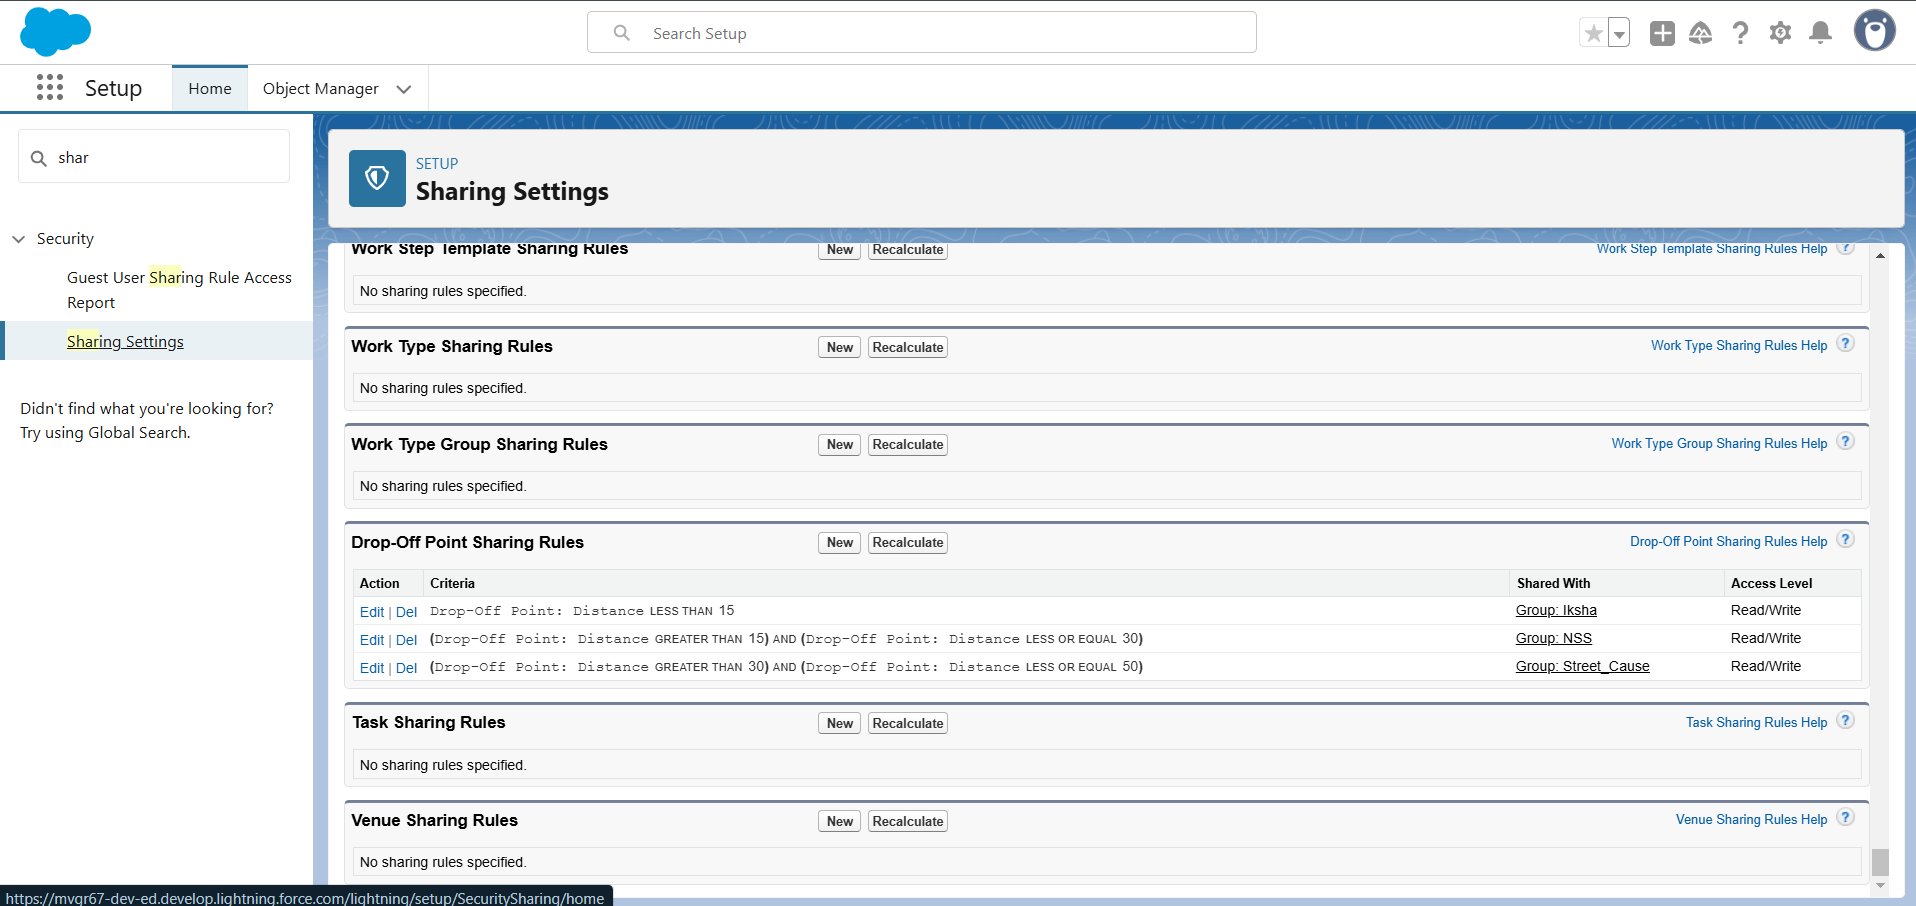 Search Setup
Setup
Home
Object Manager
shar
Security
Guest User Sharing Rule Access
Report
Sharing Settings
Didn't find what you're looking for?
Try using Global Search.
SETUP
Sharing Settings
Work Step Template Sharing Rules New Recalculate Work Step Template Sharing Rules Help ?
No sharing rules specified.
Work Type Sharing Rules New Recalculate Work Type Sharing Rules Help ?
No sharing rules specified.
Work Type Group Sharing Rules New Recalculate Work Type Group Sharing Rules Help ?
No sharing rules specified.
Drop-Off Point Sharing Rules New Recalculate Drop-Off Point Sharing Rules Help ?
Action Criteria Shared With Access Level
Edit | Del Drop-Off Point: Distance LESS THAN 15 Group: Iksha Read/Write
Edit | Del (Drop-Off Point: Distance GREATER THAN 15) AND (Drop-Off Point: Distance LESS OR EQUAL 30) Group: NSS Read/Write
Edit | Del (Drop-Off Point: Distance GREATER THAN 30) AND (Drop-Off Point: Distance LESS OR EQUAL 50) Group: Street_Cause Read/Write
Task Sharing Rules New Recalculate Task Sharing Rules Help ?
No sharing rules specified.
Venue Sharing Rules New Recalculate Venue Sharing Rules Help ?
No sharing rules specified.
https://mvgr67-dev-ed.develop.lightning.force.com/lightning/setup/SecuritySharing/home